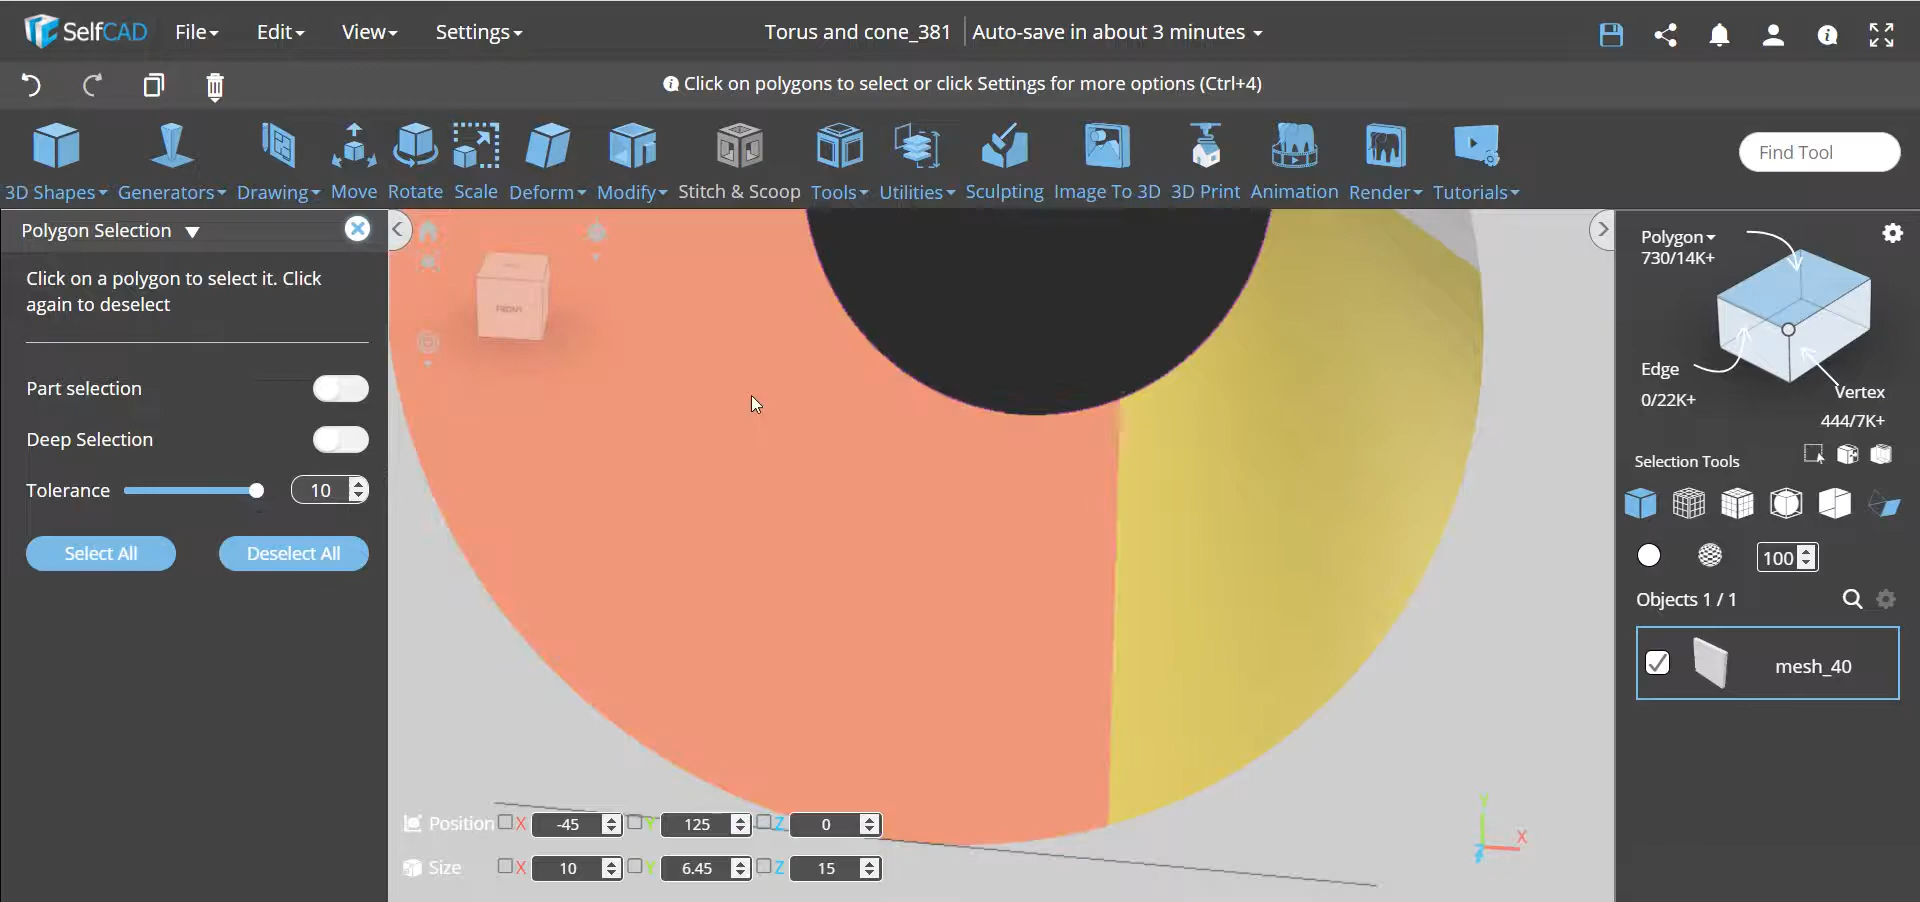 SelfCAD File Edit View Settings Torus and cone_381 Auto-save in about 3 minutes
Click on polygons to select or click Settings for more options (Ctrl+4)
3D Shapes Generators Drawing Move Rotate Scale Deform Modify Stitch & Scoop Tools Utilities Sculpting Image To 3D 3D Print Animation Render Tutorials
Find Tool
Polygon Selection
Click on a polygon to select it. Click
again to deselect
Part selection
Deep Selection
Tolerance 10
Select All Deselect All
FRONT
Position X -45 Y 125 Z 0
Size X 10 Y 6.45 Z 15
Y
X
Z
Polygon
730/14K+
Edge
0/22K+
Vertex
444/7K+
Selection Tools
100
Objects 1 / 1
mesh_40